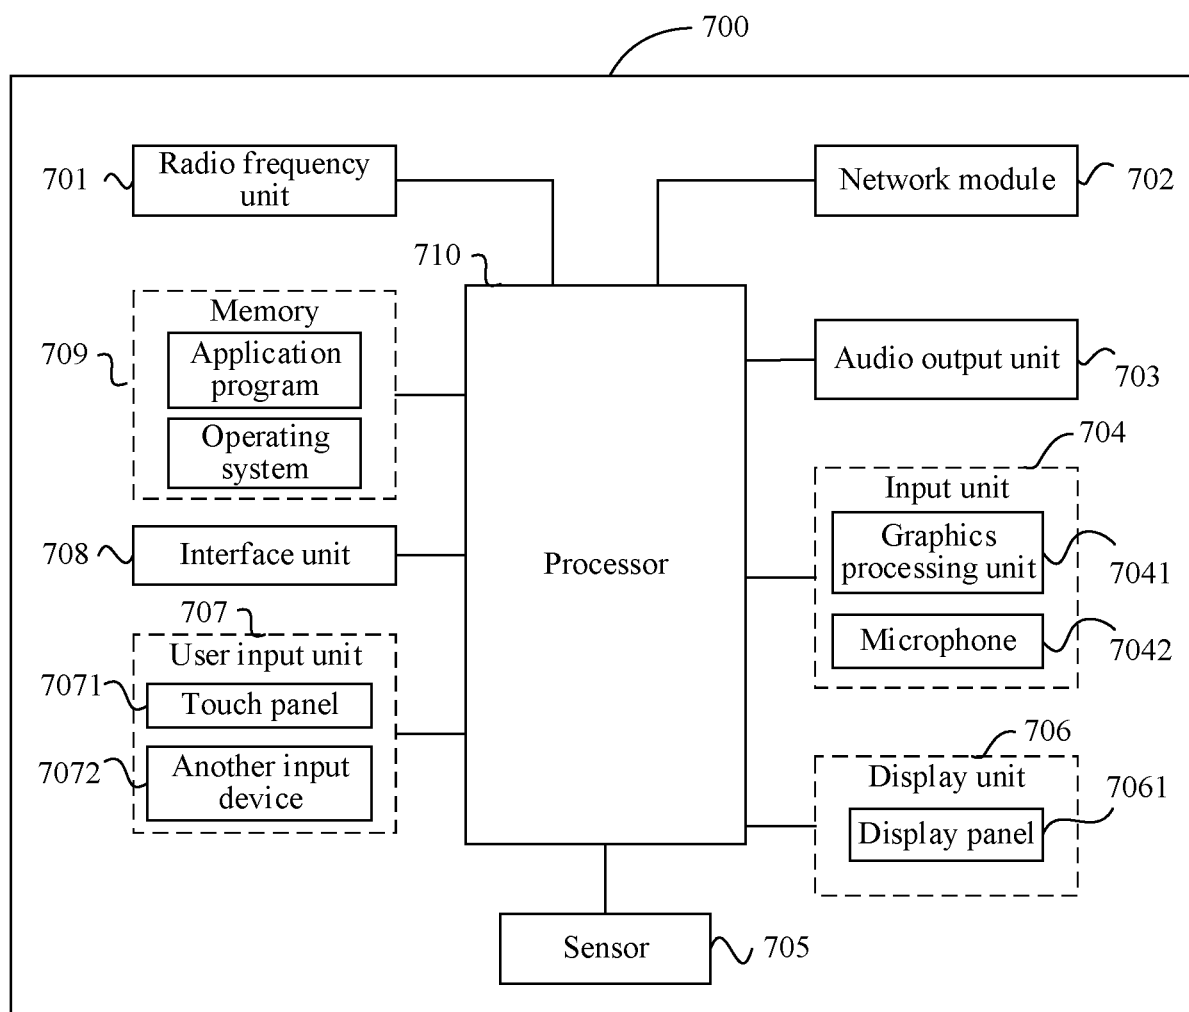 700
701
Radio frequency
unit
Network module
702
710
709
Memory
Application
program
Operating
system
Audio output unit
703
704
Input unit
Graphics
processing unit
7041
Microphone
7042
708
Interface unit
Processor
707
User input unit
7071
Touch panel
7072
Another input
device
706
Display unit
7061
Display panel
Sensor
705